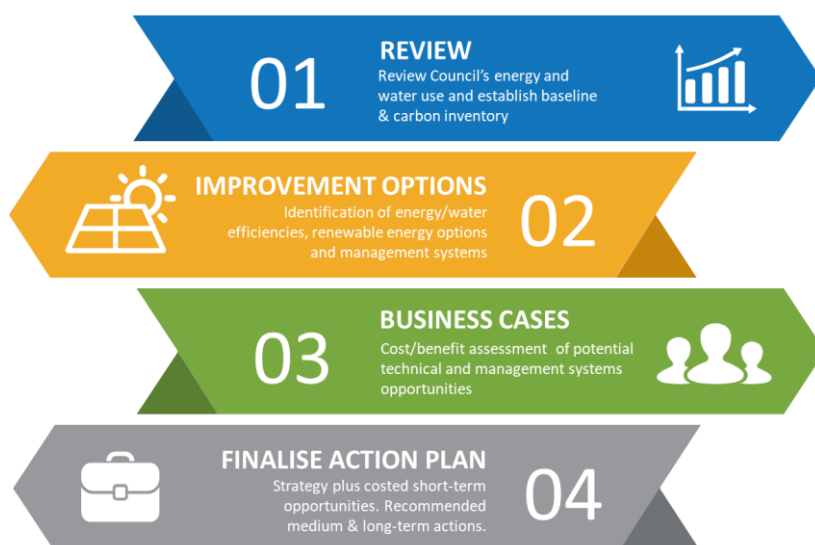 01
REVIEW
Review Council's energy and
water use and establish baseline
& carbon inventory
IMPROVEMENT OPTIONS
Identification of energy/water
efficiencies, renewable energy options
and management systems
02
03
BUSINESS CASES
Cost/benefit assessment of potential
technical and management systems
opportunities
FINALISE ACTION PLAN
Strategy plus costed short-term
opportunities. Recommended
medium & long-term actions.
04